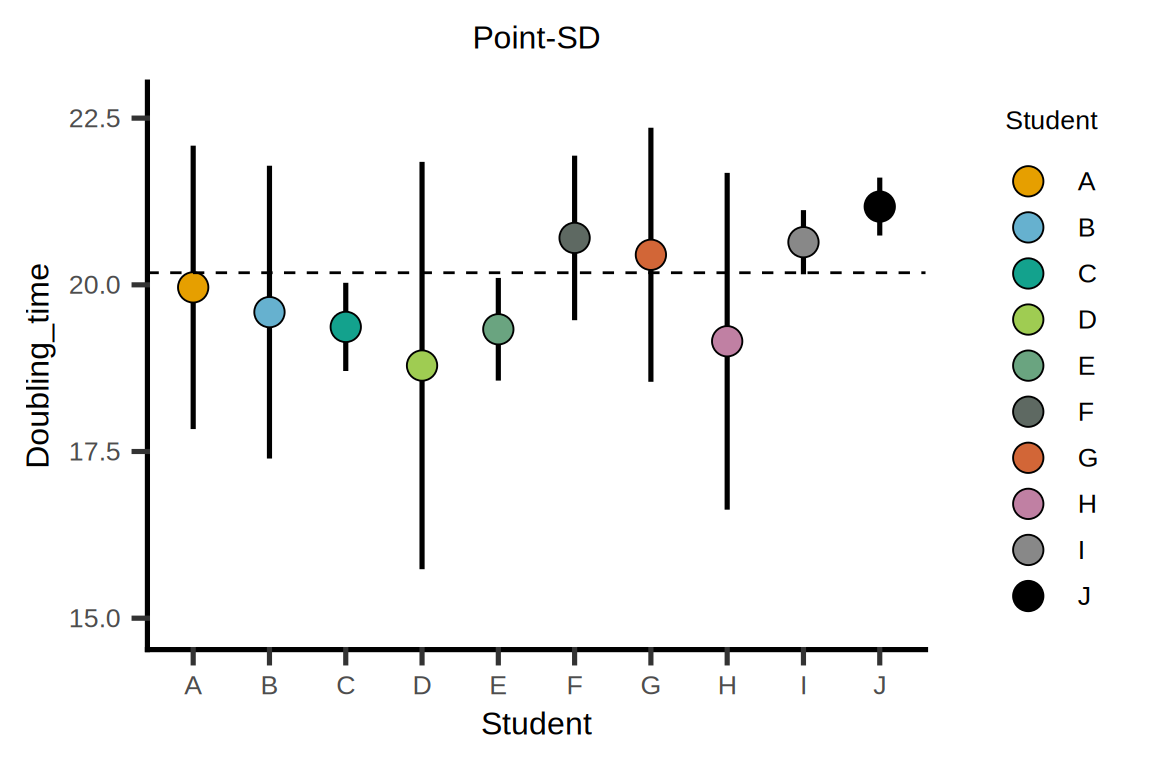 Point-SD
Doubling_time
22.5
20.0
17.5
15.0
A B C D E F G H I J
Student
Student
A
B
C
D
E
F
G
H
I
J